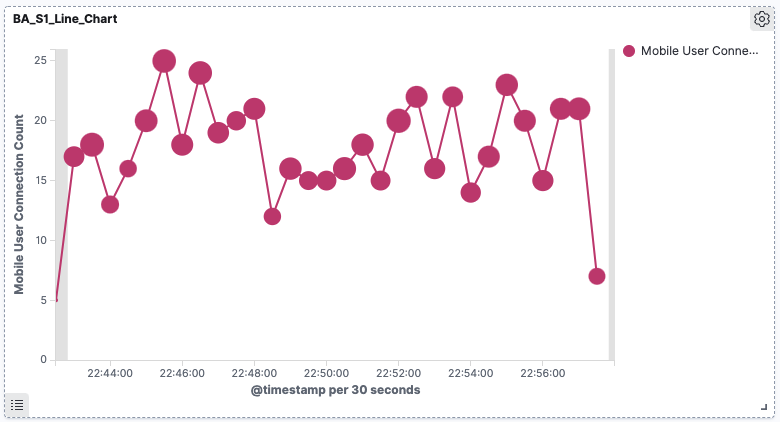 BA_S1_Line_Chart
Mobile User Conne...
Mobile User Connection Count
25
20
15
10
5
0
22:44:00 22:46:00 22:48:00 22:50:00 22:52:00 22:54:00 22:56:00
@timestamp per 30 seconds